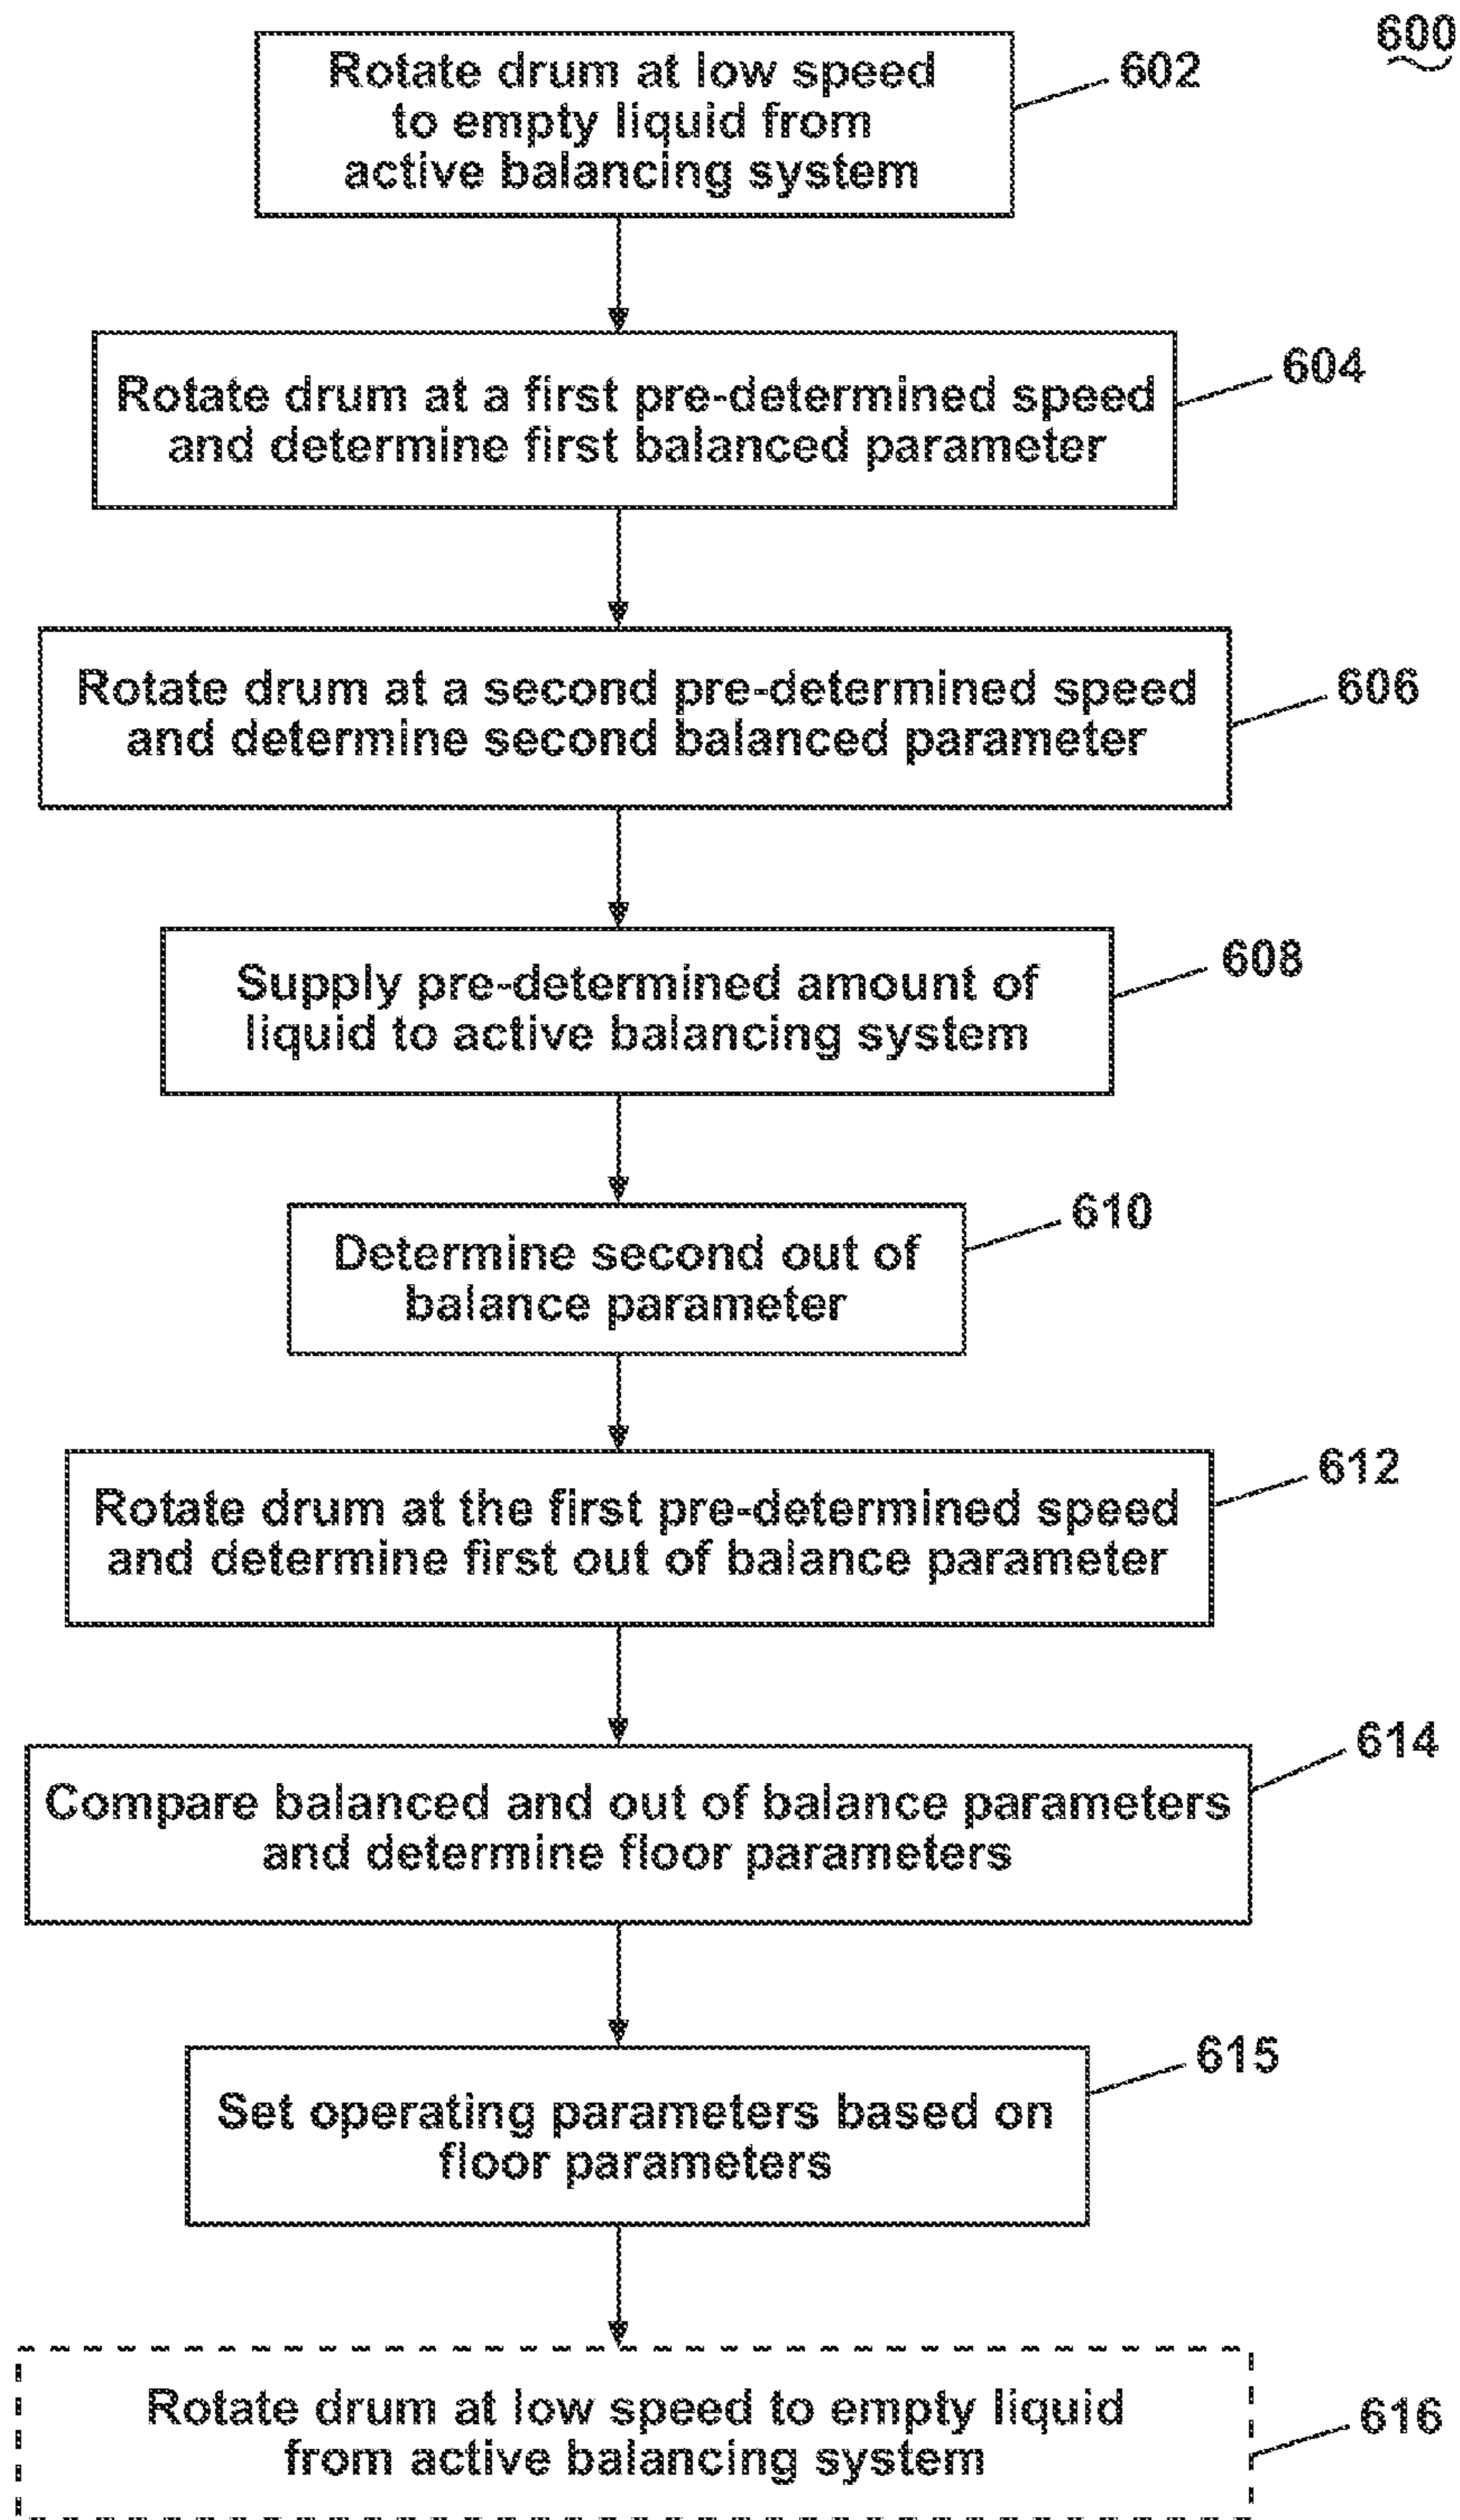 600
Rotate drum at low speed
to empty liquid from
active balancing system
602
Rotate drum at a first pre-determined speed
and determine first balanced parameter
604
Rotate drum at a second pre-determined speed
and determine second balanced parameter
606
Supply pre-determined amount of
liquid to active balancing system
608
Determine second out of
balance parameter
610
Rotate drum at the first pre-determined speed
and determine first out of balance parameter
612
Compare balanced and out of balance parameters
and determine floor parameters
614
Set operating parameters based on
floor parameters
615
Rotate drum at low speed to empty liquid
from active balancing system
616